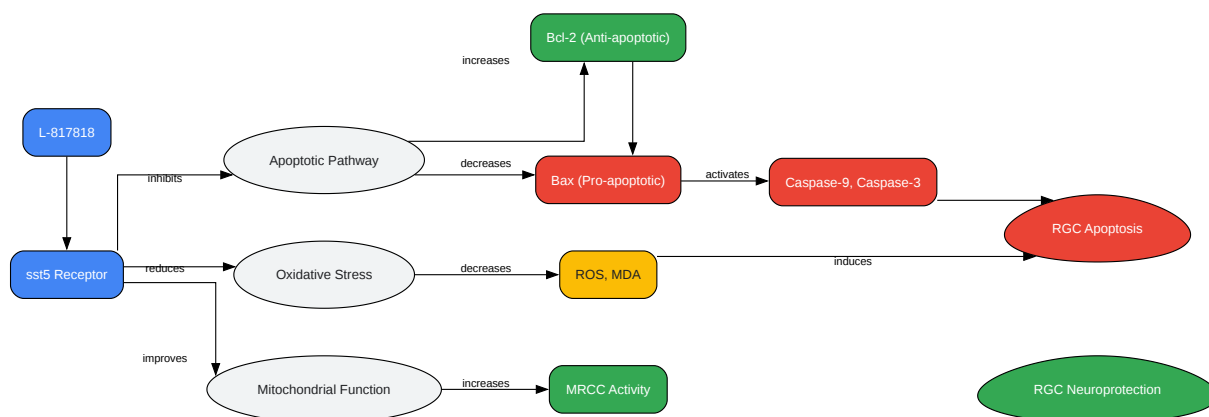 Bcl-2 (Anti-apoptotic)
increases
L-817818
Apoptotic Pathway
decreases
Bax (Pro-apoptotic)
activates
Caspase-9, Caspase-3
inhibits
RGC Apoptosis
sst5 Receptor
reduces
Oxidative Stress
decreases
ROS, MDA
induces
improves
Mitochondrial Function
increases
MRCC Activity
RGC Neuroprotection